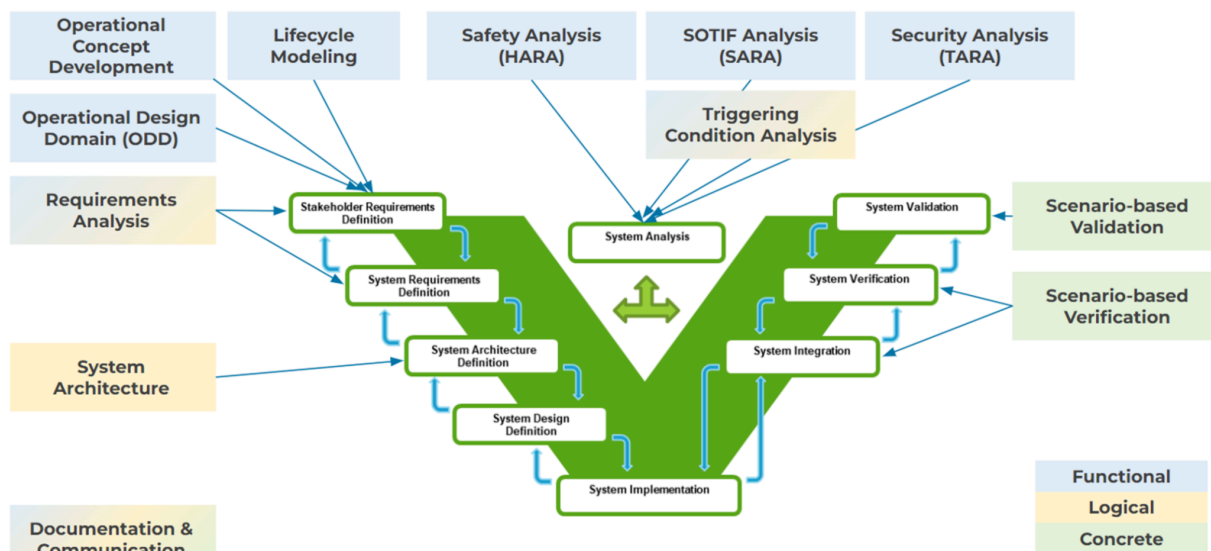 Operational
Concept
Development
Lifecycle
Modeling
Safety Analysis
(HARA)
SOTIF Analysis
(SARA)
Security Analysis
(TARA)
Operational Design
Domain (ODD)
Triggering
Condition Analysis
Requirements
Analysis
Stakeholder Requirements
Definition
System Analysis
System Validation
Scenario-based
Validation
System Requirements
Definition
System Verification
Scenario-based
Verification
System
Architecture
System Architecture
Definition
System Integration
System Design
Definition
System Implementation
Functional
Logical
Concrete
Documentation &
Communication